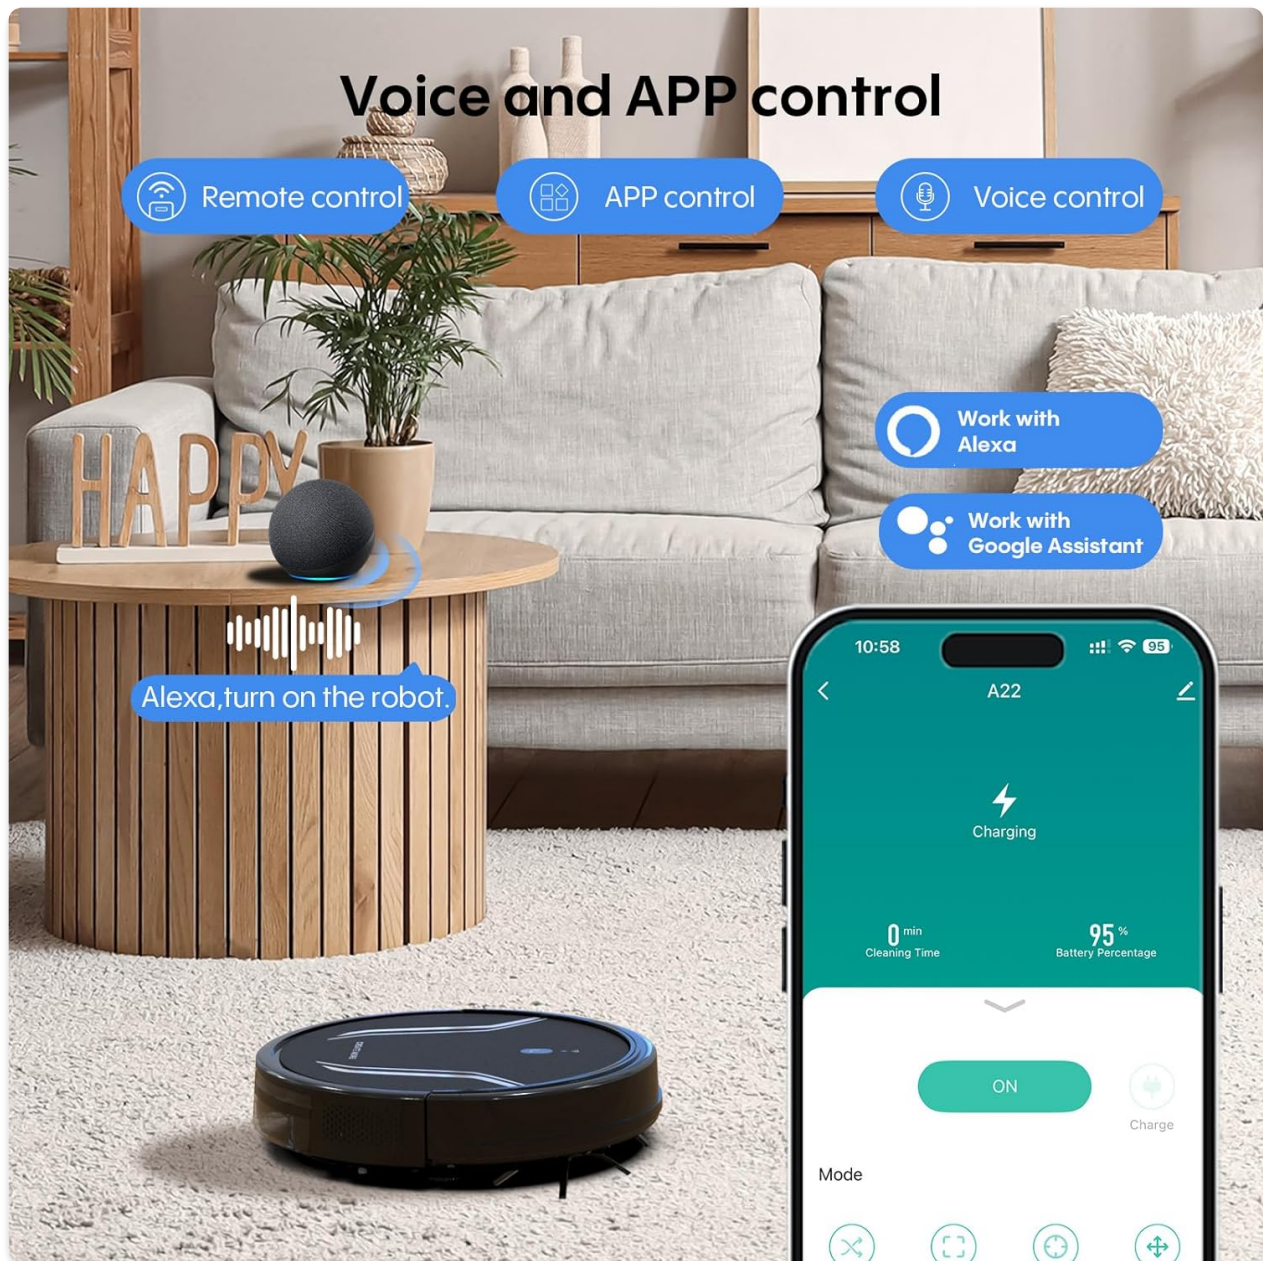 Voice and APP control
Remote control
APP control
Voice control
HAPPY
Work with
Alexa
Work with
Google Assistant
Alexa,turn on the robot.
10:58
95
A22
Charging
0 min
Cleaning Time
95 %
Battery Percentage
ON
Charge
Mode